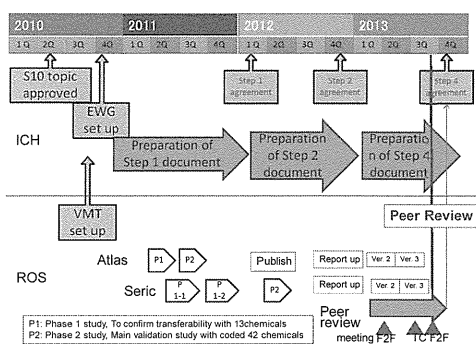 2010 2011 2012 2013
1Q 2Q 3Q 4Q 1Q 2Q 3Q 4Q 1Q 2Q 3Q 4Q 1Q 2Q 3Q 4Q
S10 topic
approved
EWG
set up
Step 1
agreement
Step 2
agreement
Step 4
agreement
ICH
Preparation of
Step 1 document
Preparation
of Step 2
document
Preparatio
n of Step 4
document
VMT
set up
Peer Review
ROS
Atlas
P1
P2
Publish
Report up
Ver. 2
Ver. 3
Seric
P
1-1
P
1-2
P2
Report up
Ver. 2
Ver. 3
Peer
review
meeting F2F
TC F2F
P1: Phase 1 study, To confirm transferability with 13chemicals
P2: Phase 2 study, Main validation study with coded 42 chemicals